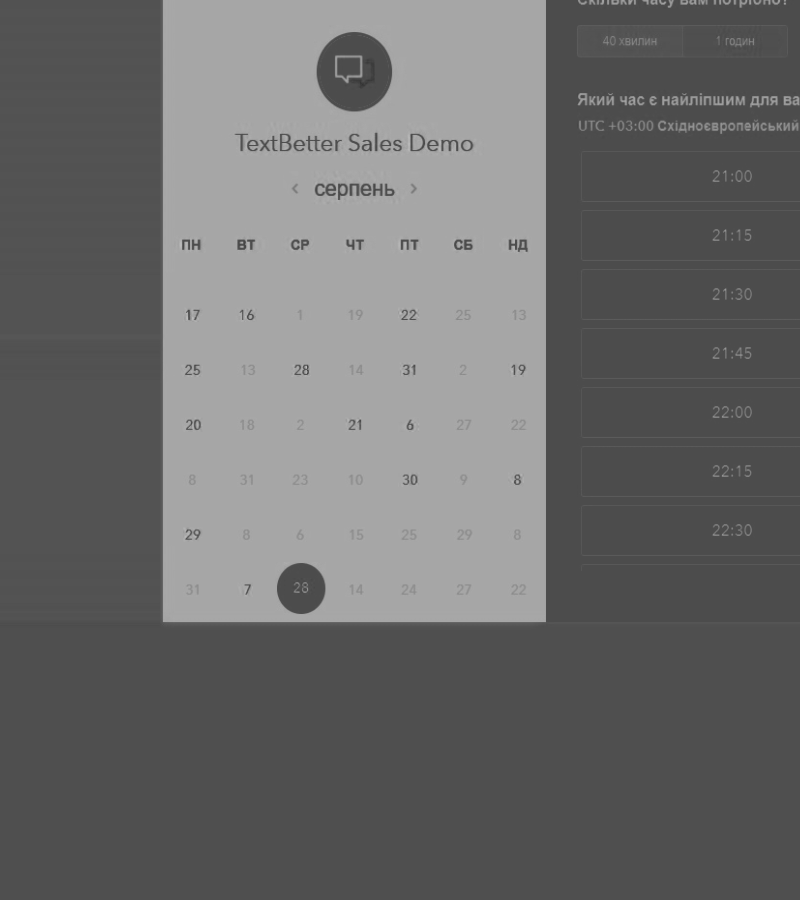 TextBetter Sales Demo
< серпень >
ПН ВТ СР ЧТ ПТ СБ НД
17 16 1 19 22 25 13
25 13 28 14 31 2 19
20 18 2 21 6 27 22
8 31 23 10 30 9 8
29 8 6 15 25 29 8
31 7 28 14 24 27 22
Скільки часу вам потрібно?
40 хвилин 1 годин
Який час є найліпшим для ва
UTC +03:00 Східноєвропейський
21:00
21:15
21:30
21:45
22:00
22:15
22:30